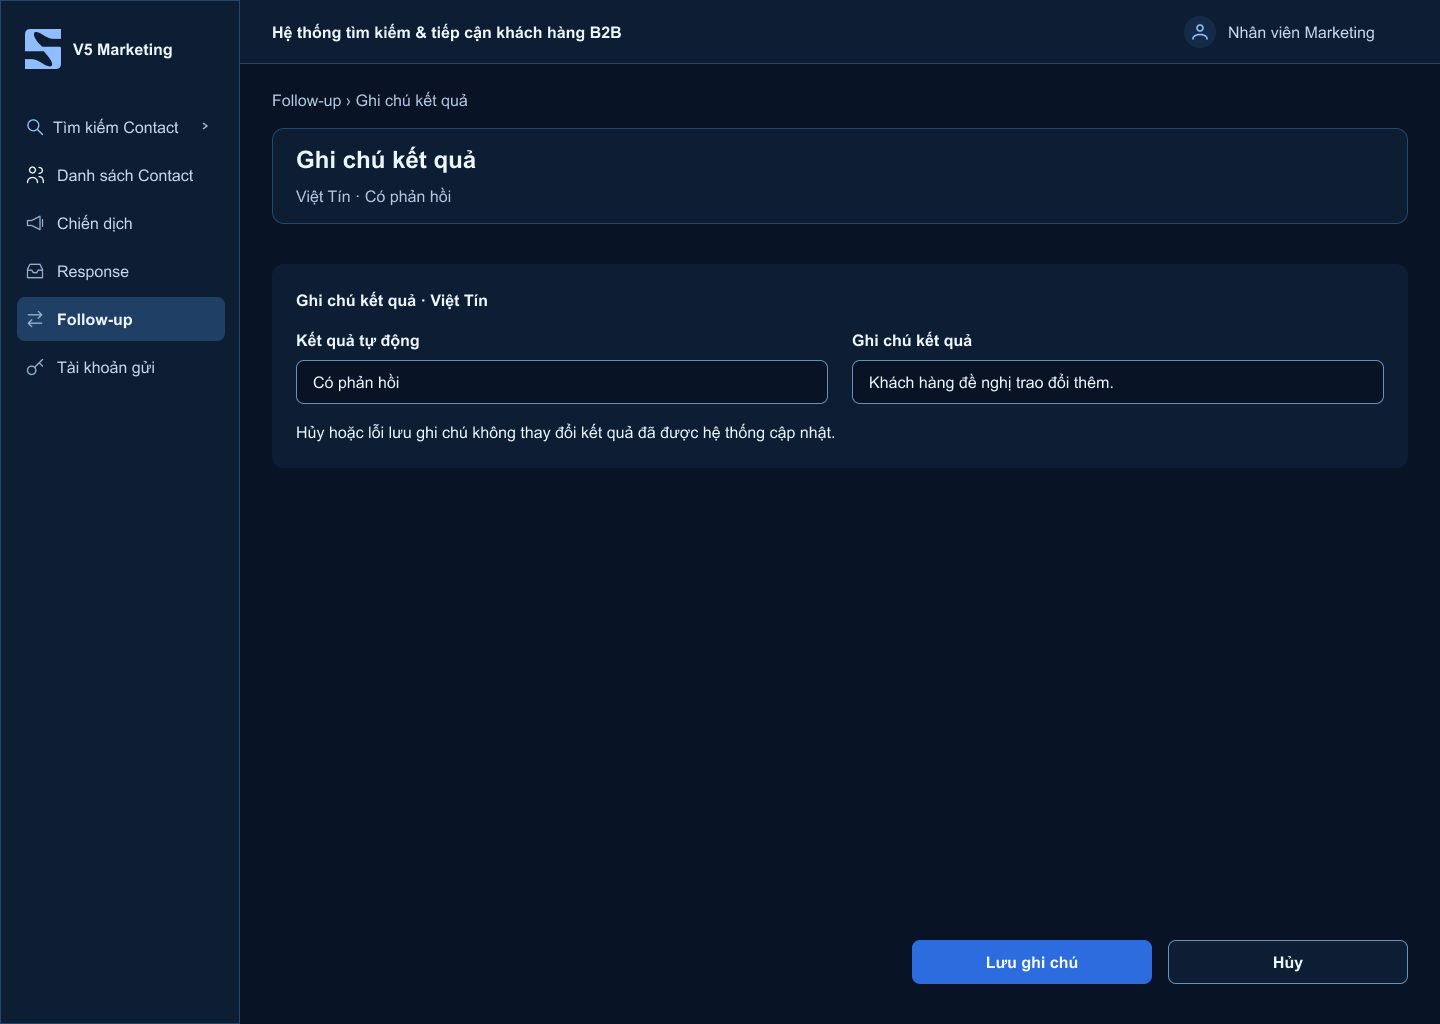 V5 Marketing
Tìm kiếm Contact
Danh sách Contact
Chiến dịch
Response
Follow-up
Tài khoản gửi
Hệ thống tìm kiếm & tiếp cận khách hàng B2B
Nhân viên Marketing
Follow-up › Ghi chú kết quả
Ghi chú kết quả
Việt Tín · Có phản hồi
Ghi chú kết quả · Việt Tín
Kết quả tự động
Ghi chú kết quả
Có phản hồi
Khách hàng đề nghị trao đổi thêm.
Hủy hoặc lỗi lưu ghi chú không thay đổi kết quả đã được hệ thống cập nhật.
Lưu ghi chú
Hủy